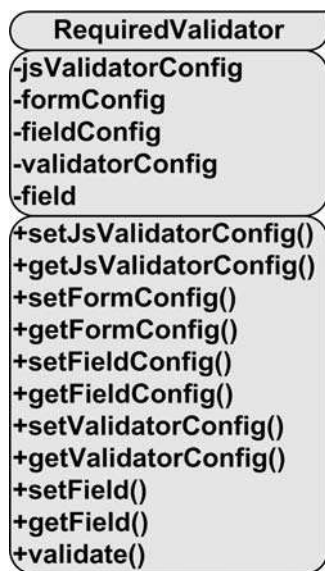 RequiredValidator
-jsValidatorConfig
-formConfig
-fieldConfig
-validatorConfig
-field
+setJsValidatorConfig()
+getJsValidatorConfig()
+setFormConfig()
+getFormConfig()
+setFieldConfig()
+getFieldConfig()
+setValidatorConfig()
+getValidatorConfig()
+setField()
+getField()
+validate()